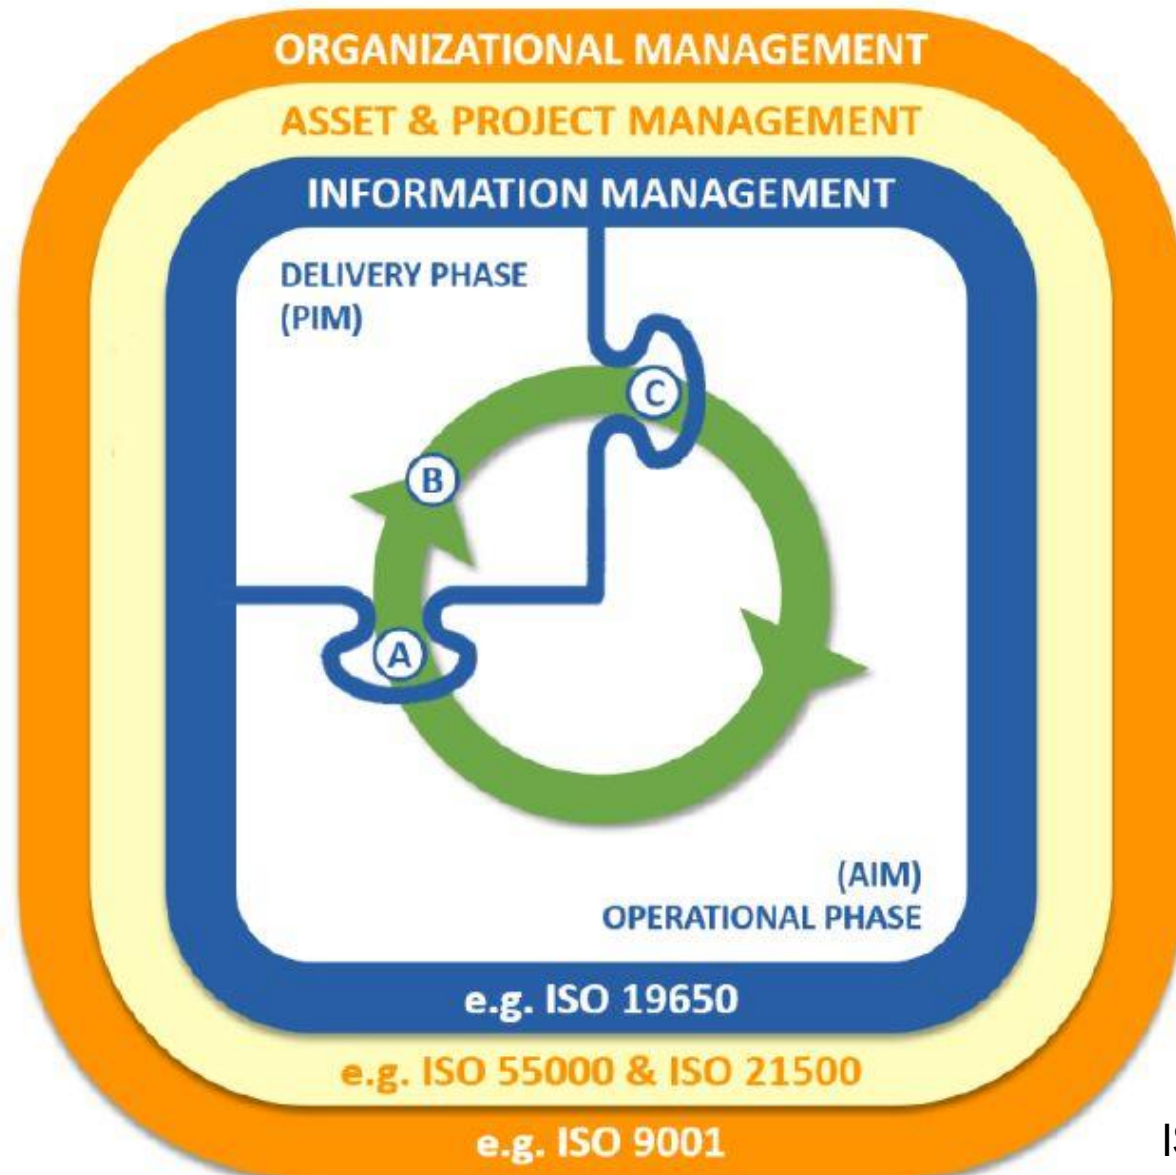 ORGANIZATIONAL MANAGEMENT
ASSET & PROJECT MANAGEMENT
INFORMATION MANAGEMENT
DELIVERY PHASE
(PIM)
C
B
A
(AIM)
OPERATIONAL PHASE
e.g. ISO 19650
e.g. ISO 55000 & ISO 21500
e.g. ISO 9001